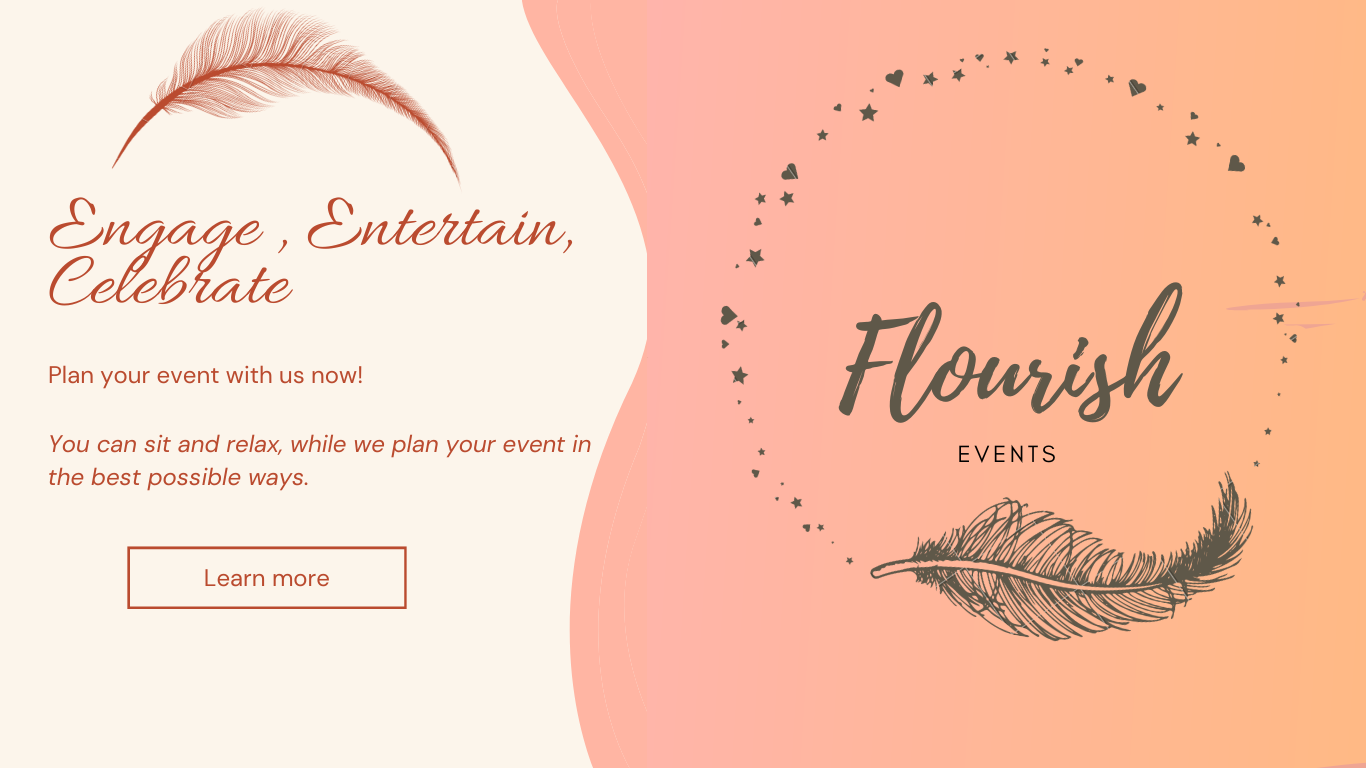 Engage , Entertain,
Celebrate
Plan your event with us now!
You can sit and relax, while we plan your event in
the best possible ways.
Learn more
Flourish
EVENTS